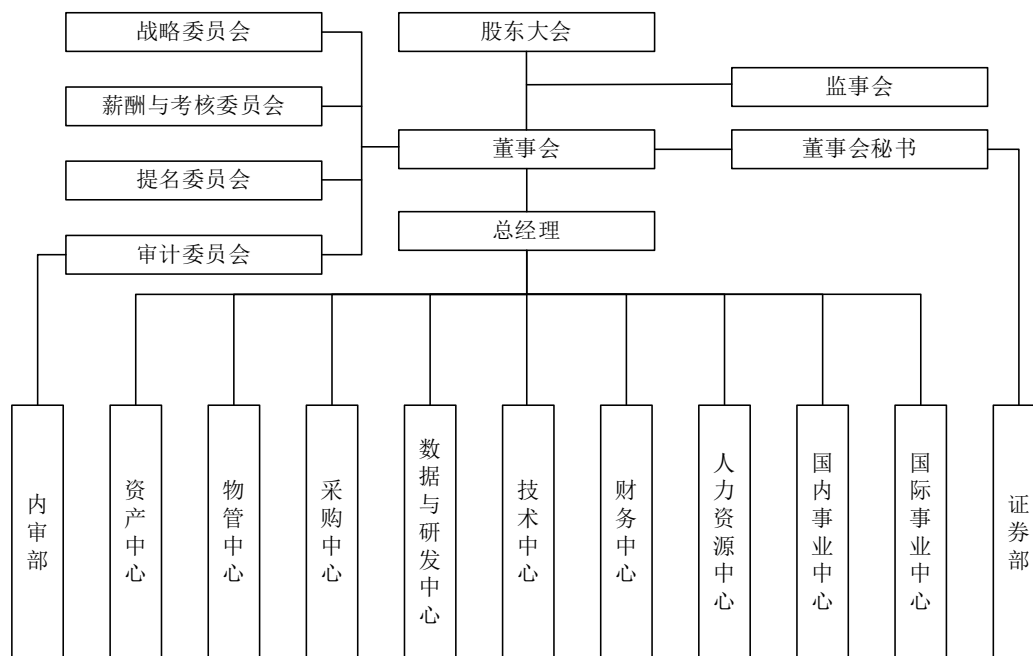 战略委员会
股东大会
监事会
薪酬与考核委员会
董事会
董事会秘书
提名委员会
总经理
审计委员会
内审部
资产中心
物管中心
采购中心
数据与研发中心
技术中心
财务中心
人力资源中心
国内事业中心
国际事业中心
证券部